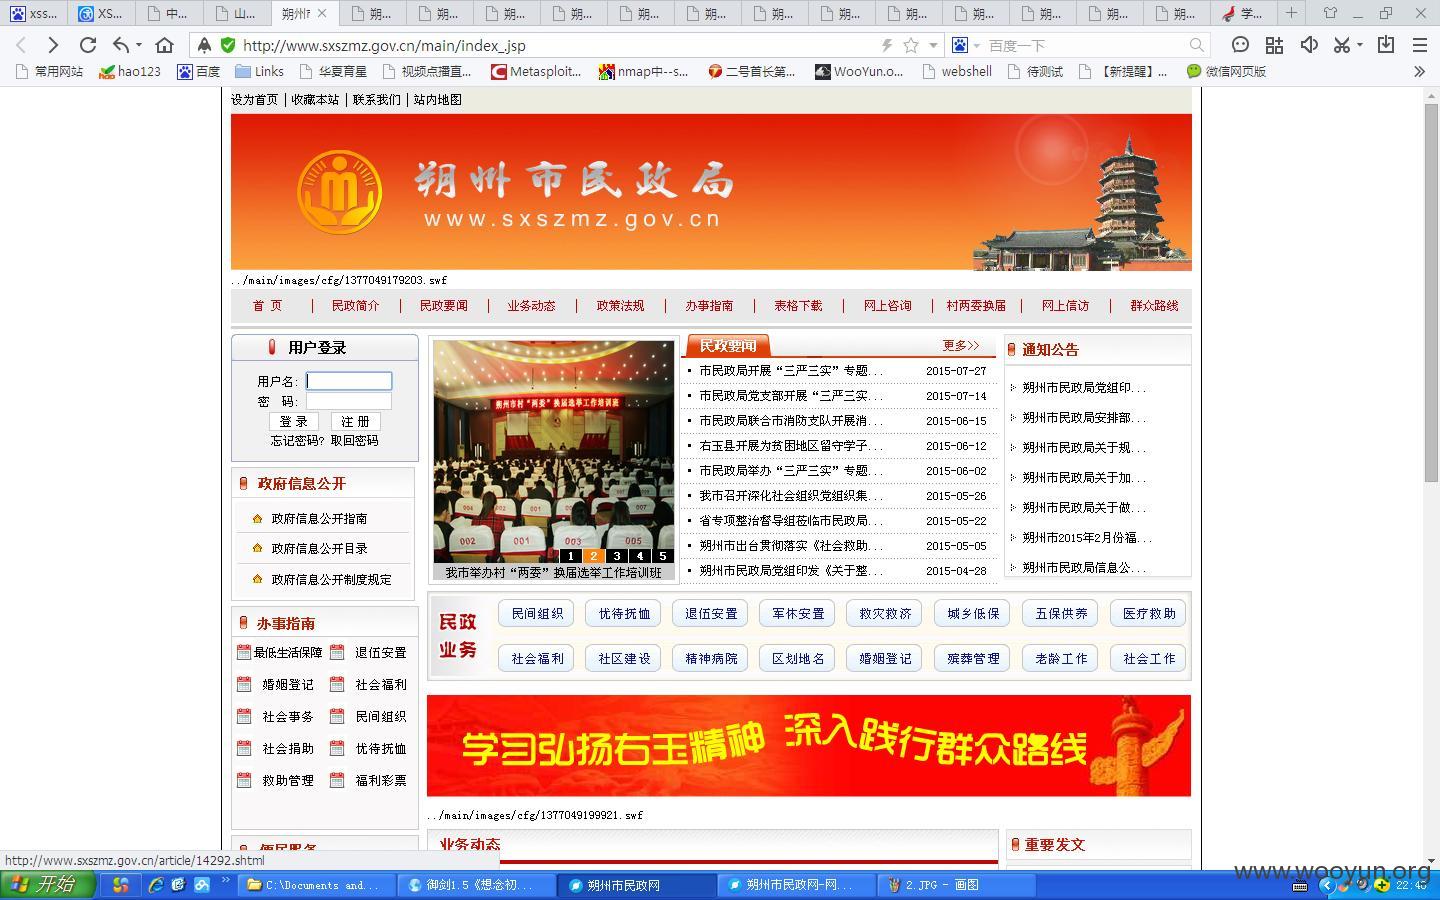 xss...
XS...
中...
山...
朔州市
朔...
朔...
朔...
朔...
朔...
朔...
朔...
朔...
朔...
朔...
朔...
朔...
朔...
学...
http://www.sxszmz.gov.cn/main/index_jsp
百度一下
常用网站
hao123
百度
Links
华夏育星
视频点播直...
Metasploit...
nmap中--s...
二号首长第...
WooYun.o...
webshell
待测试
【新提醒】...
微信网页版
设为首页 | 收藏本站 | 联系我们 | 站内地图
朔州市民政局
www.sxszmz.gov.cn
../main/images/cfg/1377049179203.swf
首 页 | 民政简介 | 民政要闻 | 业务动态 | 政策法规 | 办事指南 | 表格下载 | 网上咨询 | 村两委换届 | 网上信访 | 群众路线
用户登录
用户名:
密 码:
登 录 注 册
忘记密码? 取回密码
政府信息公开
政府信息公开指南
政府信息公开目录
政府信息公开制度规定
办事指南
最低生活保障 退伍安置
婚姻登记 社会福利
社会事务 民间组织
社会捐助 优待抚恤
救助管理 福利彩票
便民服务
朔州市村“两委”换届选举工作培训班
004 005 006 007
002 001 003 005
1 2 3 4 5
我市举办村“两委”换届选举工作培训班
民政要闻 更多>>
市民政局开展“三严三实”专题... 2015-07-27
市民政局党支部开展“三严三实... 2015-07-14
市民政局联合市消防支队开展消... 2015-06-15
右玉县开展为贫困地区留守学子... 2015-06-12
市民政局举办“三严三实”专题... 2015-06-02
我市召开深化社会组织党组织集... 2015-05-26
省专项整治督导组莅临市民政局... 2015-05-22
朔州市出台贯彻落实《社会救助... 2015-05-05
朔州市民政局党组印发《关于整... 2015-04-28
通知公告
朔州市民政局党组印...
朔州市民政局安排部...
朔州市民政局关于规...
朔州市民政局关于加...
朔州市民政局关于做...
朔州市2015年2月份福...
朔州市民政局信息公...
民政
业务
民间组织 优待抚恤 退伍安置 军休安置 救灾救济 城乡低保 五保供养 医疗救助
社会福利 社区建设 精神病院 区划地名 婚姻登记 殡葬管理 老龄工作 社会工作
学习弘扬右玉精神 深入践行群众路线
../main/images/cfg/1377049199921.swf
业务动态
重要发文
http://www.sxszmz.gov.cn/article/14292.shtml
www.wooyun.org
开始
C:\Documents and...
御剑1.5《想念初...
朔州市民政网
朔州市民政网-网...
2.JPG - 画图